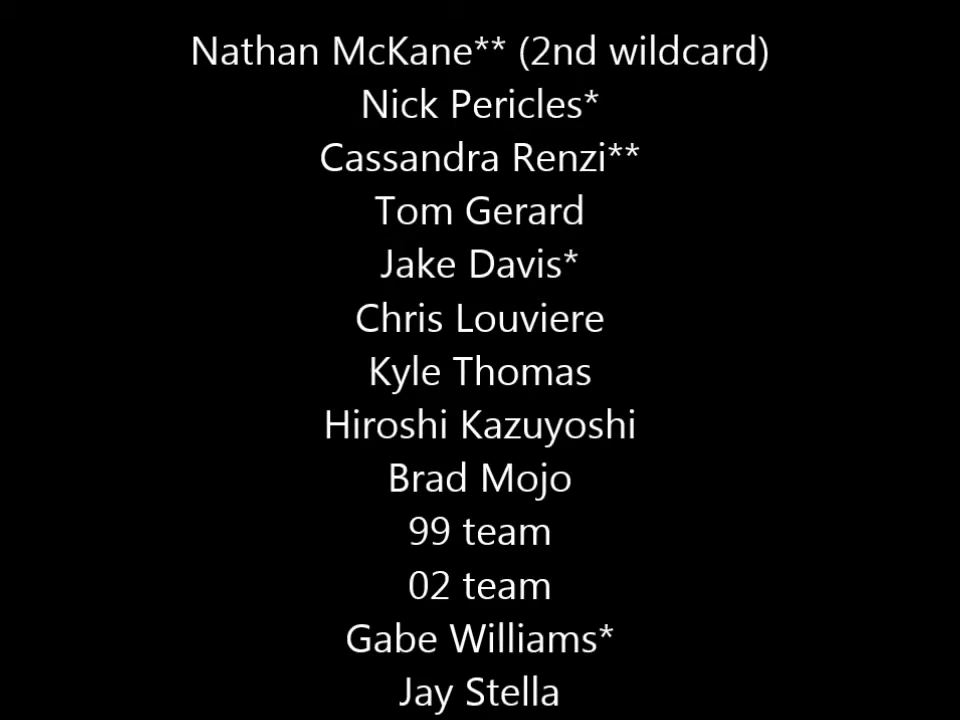 Nathan McKane** (2nd wildcard)
Nick Pericles*
Cassandra Renzi**
Tom Gerard
Jake Davis*
Chris Louviere
Kyle Thomas
Hiroshi Kazuyoshi
Brad Mojo
99 team
02 team
Gabe Williams*
Jay Stella